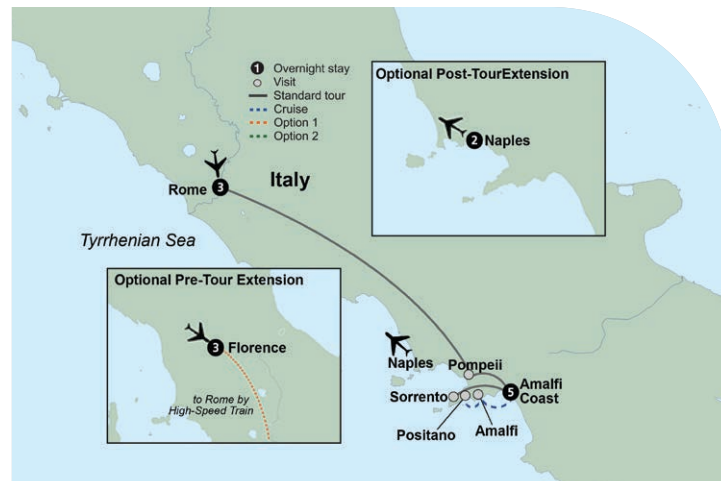 1 Overnight stay
Visit
Standard tour
Cruise
Option 1
Option 2
Optional Post-TourExtension
2 Naples
Italy
Rome 3
Tyrrhenian Sea
Optional Pre-Tour Extension
3 Florence
to Rome by
High-Speed Train
Naples
Pompeii
Sorrento
5 Amalfi
Coast
Positano
Amalfi